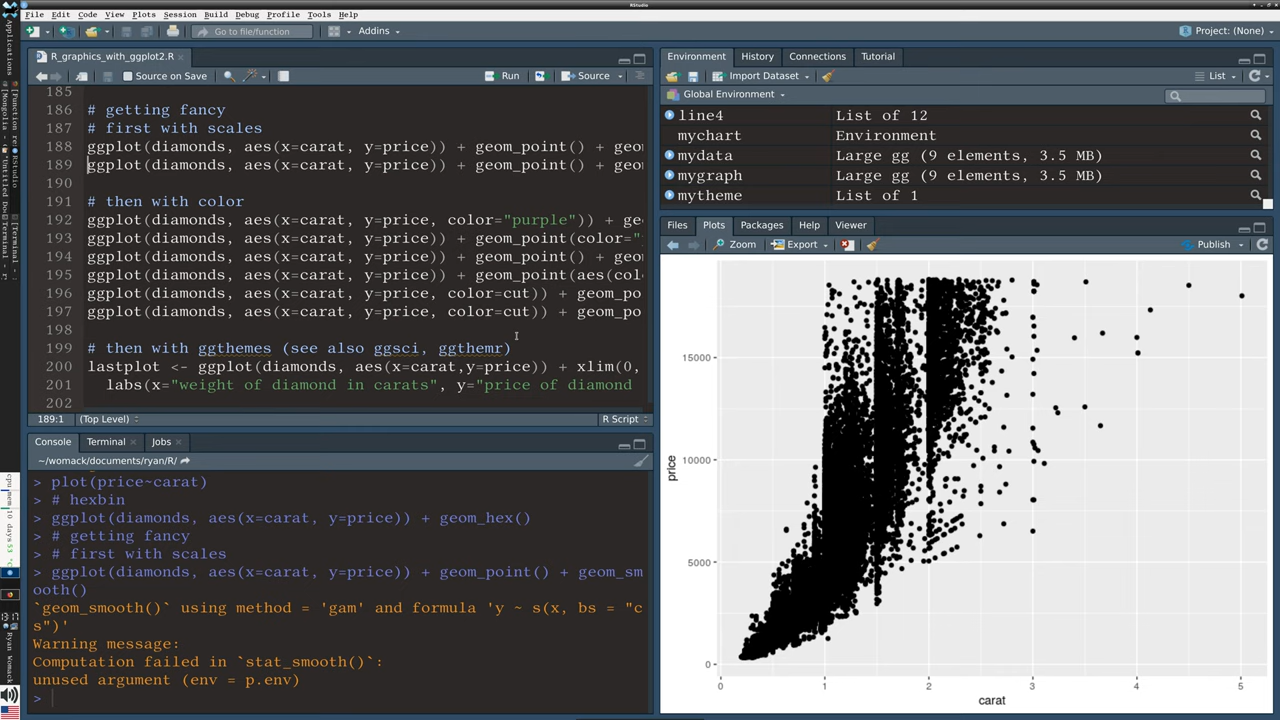 RStudio
File Edit Code View Plots Session Build Debug Profile Tools Help
Go to file/function
Addins
Project: (None)
R_graphics_with_ggplot2.R
Source on Save
Run
Source
185
186 # getting fancy
187 # first with scales
188 ggplot(diamonds, aes(x=carat, y=price)) + geom_point() + geo
189 ggplot(diamonds, aes(x=carat, y=price)) + geom_point() + geo
190
191 # then with color
192 ggplot(diamonds, aes(x=carat, y=price, color="purple")) + ge
193 ggplot(diamonds, aes(x=carat, y=price)) + geom_point(color="
194 ggplot(diamonds, aes(x=carat, y=price)) + geom_point() + geo
195 ggplot(diamonds, aes(x=carat, y=price)) + geom_point(aes(col
196 ggplot(diamonds, aes(x=carat, y=price, color=cut)) + geom_po
197 ggplot(diamonds, aes(x=carat, y=price, color=cut)) + geom_po
198
199 # then with ggthemes (see also ggsci, ggthemr)
200 lastplot <- ggplot(diamonds, aes(x=carat,y=price)) + xlim(0,
201 labs(x="weight of diamond in carats", y="price of diamond
202
189:1 (Top Level) R Script
Console Terminal Jobs
~/womack/documents/ryan/R/
> plot(price~carat)
> # hexbin
> ggplot(diamonds, aes(x=carat, y=price)) + geom_hex()
> # getting fancy
> # first with scales
> ggplot(diamonds, aes(x=carat, y=price)) + geom_point() + geom_sm
ooth()
`geom_smooth()` using method = 'gam' and formula 'y ~ s(x, bs = "c
s")'
Warning message:
Computation failed in `stat_smooth()`:
unused argument (env = p.env)
>
Environment History Connections Tutorial
Import Dataset
List
Global Environment
line4 List of 12
mychart Environment
mydata Large gg (9 elements, 3.5 MB)
mygraph Large gg (9 elements, 3.5 MB)
mytheme List of 1
Files Plots Packages Help Viewer
Zoom Export Publish
price
15000
10000
5000
0
0 1 2 3 4 5
carat
Applications
Ryan Womack